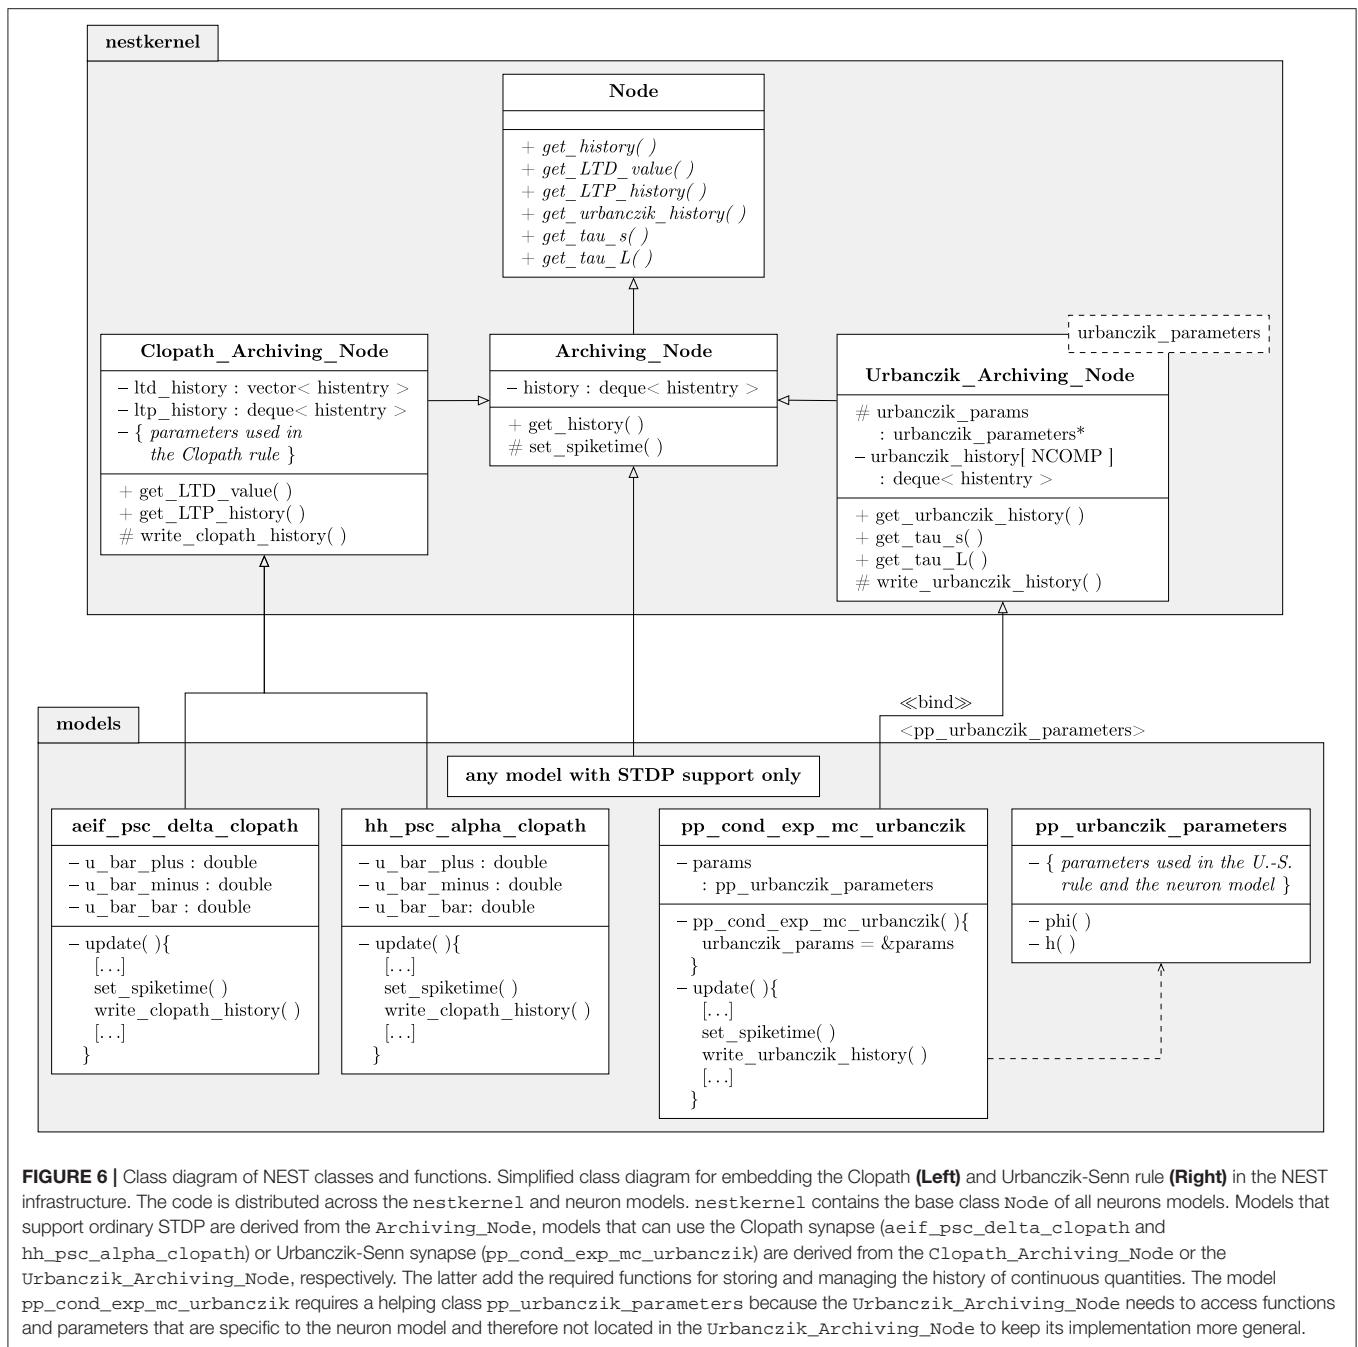 nestkernel
Node
+ get_history( )
+ get_LTD_value( )
+ get_LTP_history( )
+ get_urbanczik_history( )
+ get_tau_s( )
+ get_tau_L( )
Clopath_Archiving_Node
– ltd_history : vector< histentry >
– ltp_history : deque< histentry >
– { parameters used in
the Clopath rule }
+ get_LTD_value( )
+ get_LTP_history( )
# write_clopath_history( )
Archiving_Node
– history : deque< histentry >
+ get_history( )
# set_spiketime( )
urbanczik_parameters
Urbanczik_Archiving_Node
# urbanczik_params
: urbanczik_parameters*
– urbanczik_history[ NCOMP ]
: deque< histentry >
+ get_urbanczik_history( )
+ get_tau_s( )
+ get_tau_L( )
# write_urbanczik_history( )
≪bind≫
<pp_urbanczik_parameters>
models
any model with STDP support only
aeif_psc_delta_clopath
– u_bar_plus : double
– u_bar_minus : double
– u_bar_bar : double
– update( ){
[...]
set_spiketime( )
write_clopath_history( )
[...]
}
hh_psc_alpha_clopath
– u_bar_plus : double
– u_bar_minus : double
– u_bar_bar: double
– update( ){
[...]
set_spiketime( )
write_clopath_history( )
[...]
}
pp_cond_exp_mc_urbanczik
– params
: pp_urbanczik_parameters
– pp_cond_exp_mc_urbanczik( ){
urbanczik_params = &params
}
– update( ){
[...]
set_spiketime( )
write_urbanczik_history( )
[...]
}
pp_urbanczik_parameters
– { parameters used in the U.-S.
rule and the neuron model }
– phi( )
– h( )
FIGURE 6 | Class diagram of NEST classes and functions. Simplified class diagram for embedding the Clopath (Left) and Urbanczik-Senn rule (Right) in the NEST
infrastructure. The code is distributed across the nestkernel and neuron models. nestkernel contains the base class Node of all neurons models. Models that
support ordinary STDP are derived from the Archiving_Node, models that can use the Clopath synapse (aeif_psc_delta_clopath and
hh_psc_alpha_clopath) or Urbanczik-Senn synapse (pp_cond_exp_mc_urbanczik) are derived from the Clopath_Archiving_Node or the
Urbanczik_Archiving_Node, respectively. The latter add the required functions for storing and managing the history of continuous quantities. The model
pp_cond_exp_mc_urbanczik requires a helping class pp_urbanczik_parameters because the Urbanczik_Archiving_Node needs to access functions
and parameters that are specific to the neuron model and therefore not located in the Urbanczik_Archiving_Node to keep its implementation more general.